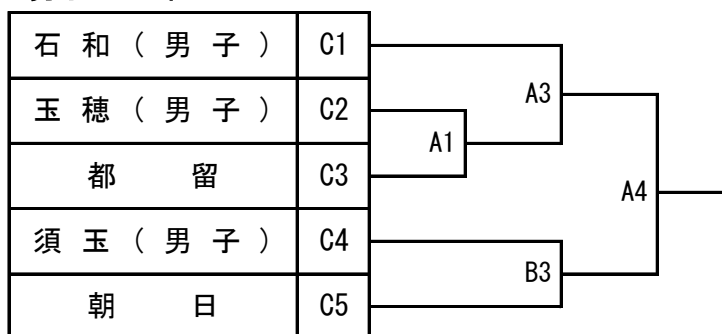 石和(男子) C1
玉穂(男子) C2
都留 C3
須玉(男子) C4
朝日 C5
A1
A3
B3
A4